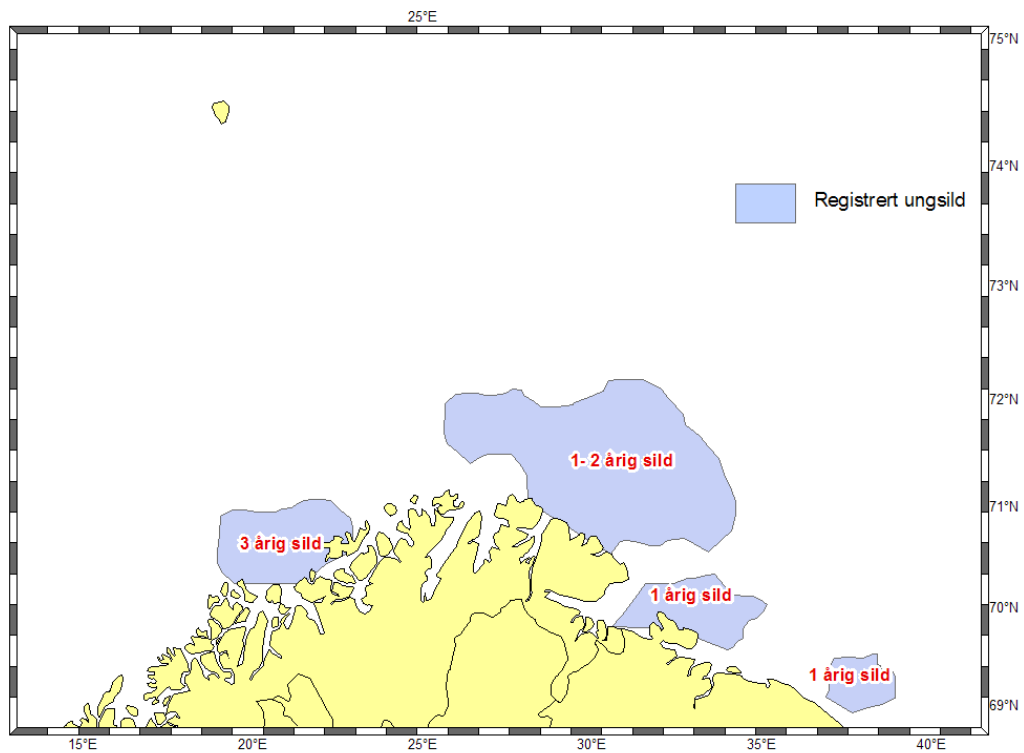 25°E
75°N
74°N
Registrert ungsild
73°N
72°N
1- 2 årig sild
71°N
3 årig sild
1 årig sild
70°N
1 årig sild
69°N
15°E 20°E 25°E 30°E 35°E 40°E